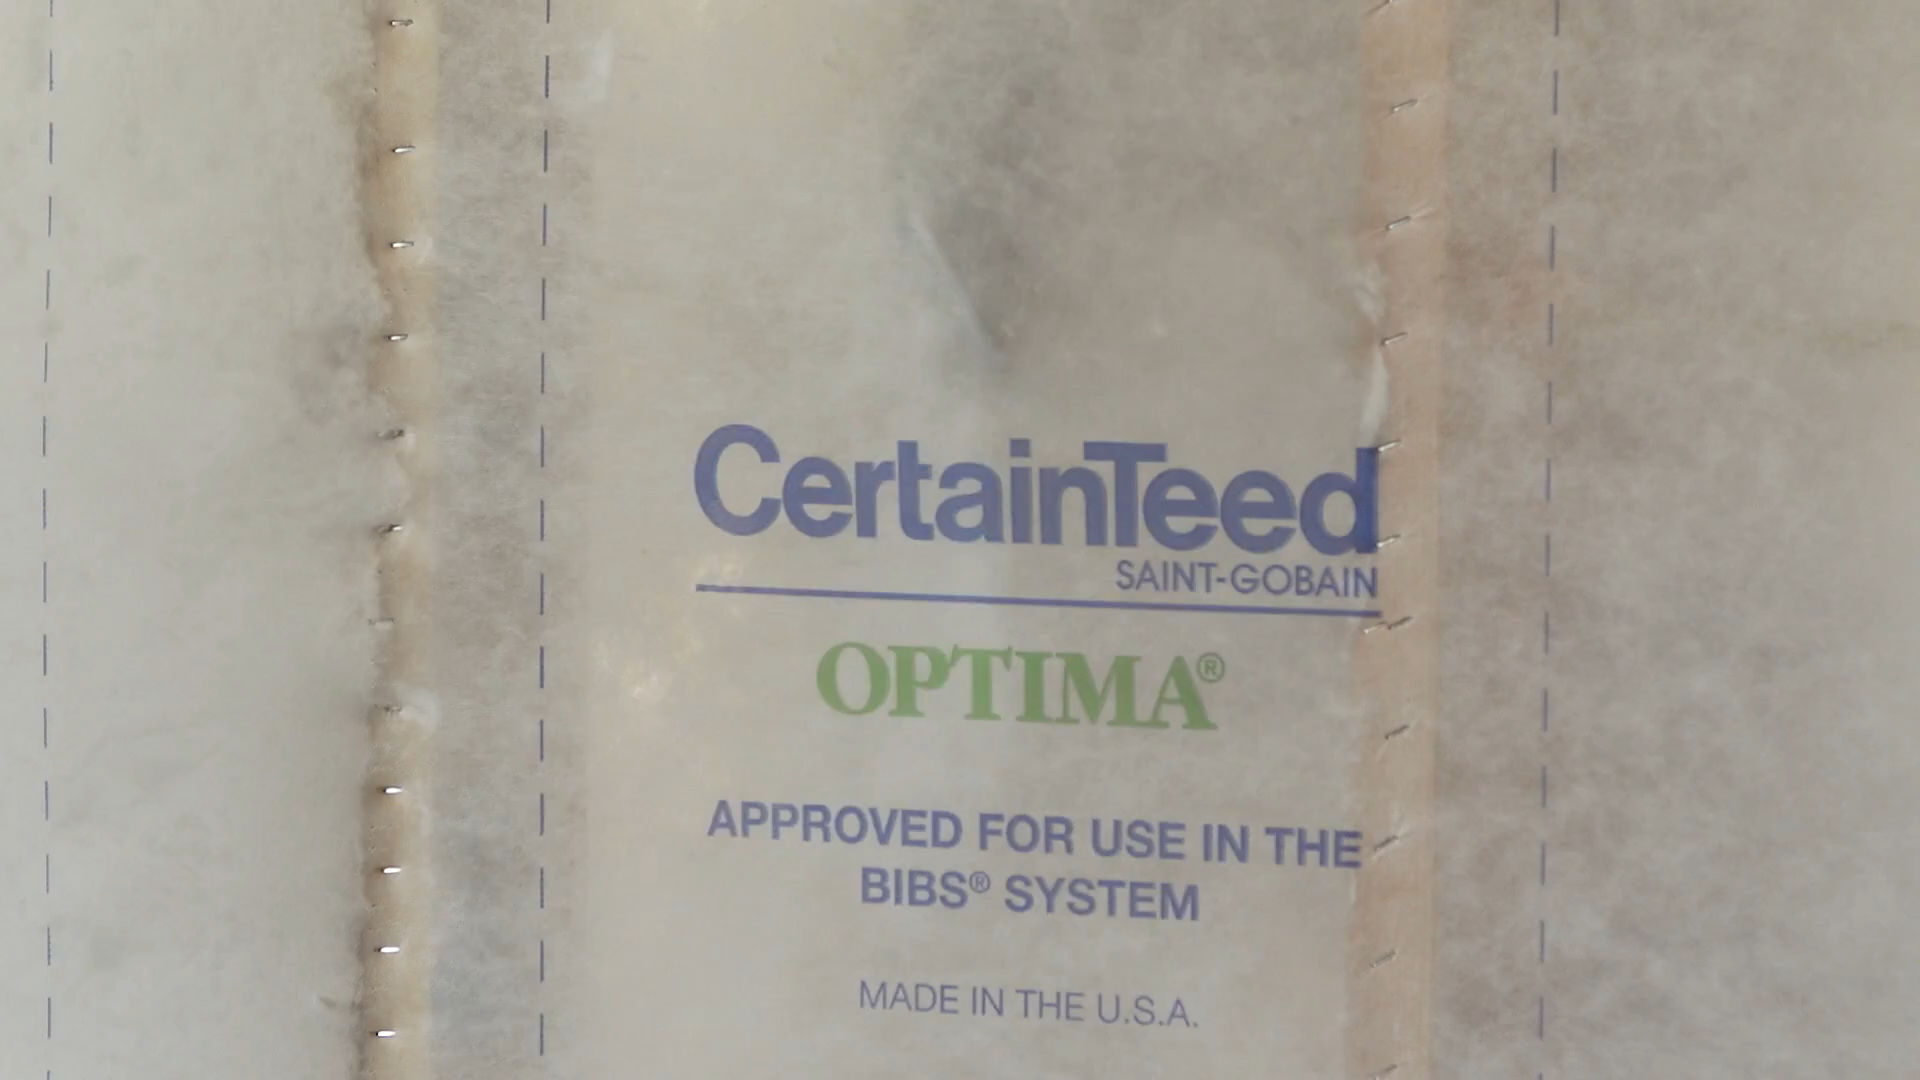 CertainTeed
SAINT-GOBAIN
OPTIMA®
APPROVED FOR USE IN THE
BIBS® SYSTEM
MADE IN THE U.S.A.